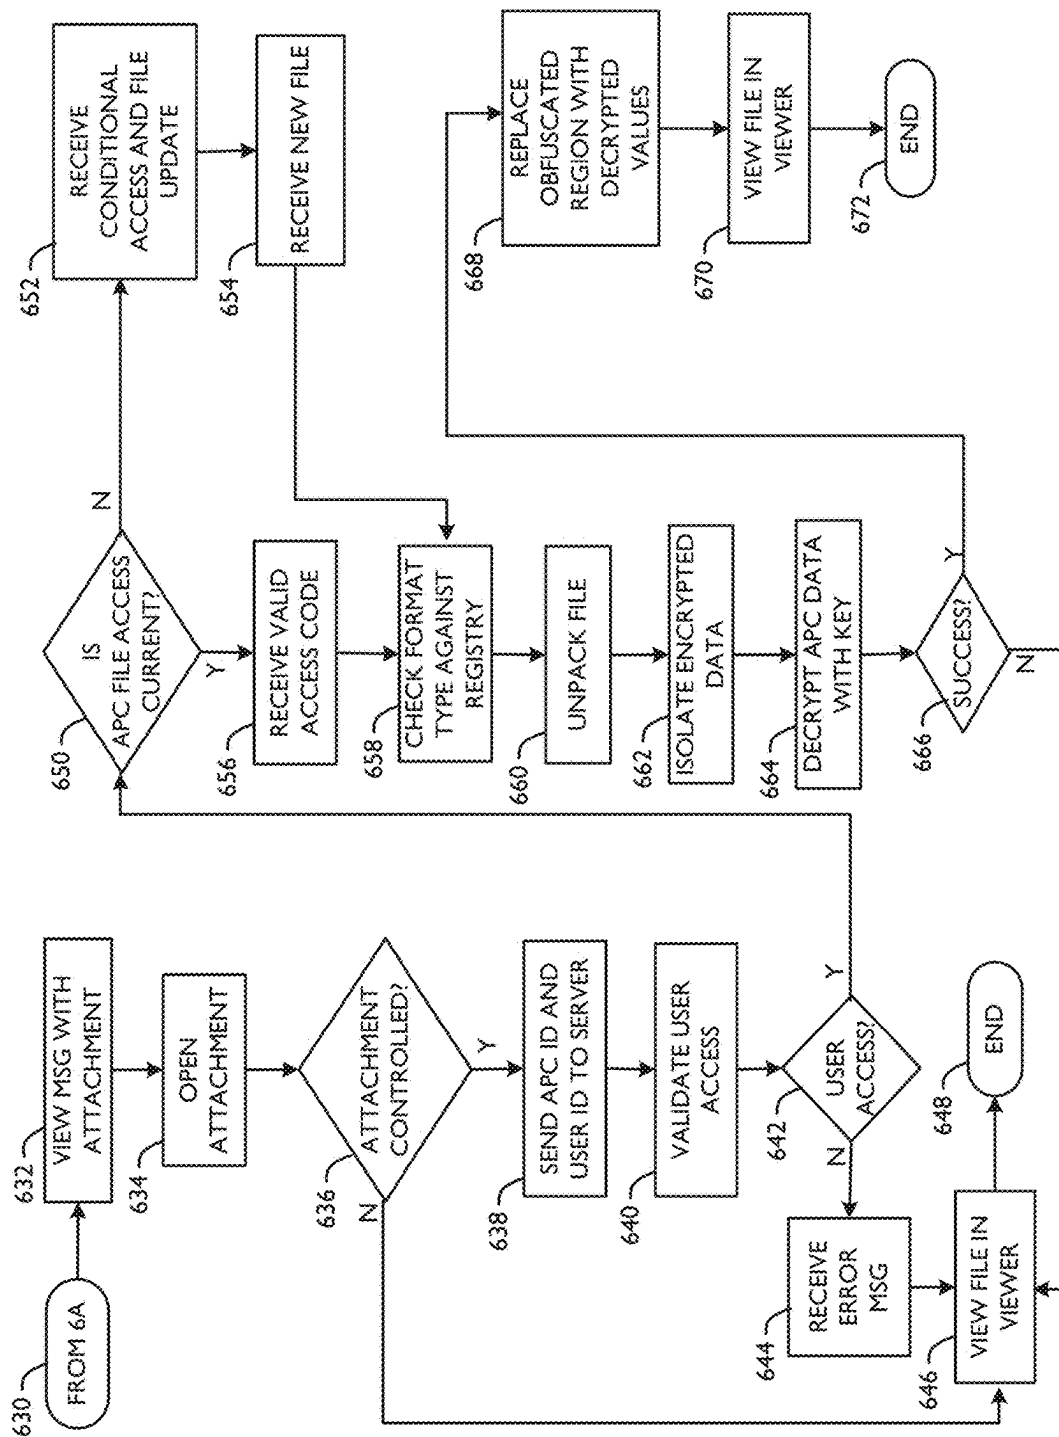 630
FROM 6A
632
VIEW MSG WITH
ATTACHMENT
634
OPEN
ATTACHMENT
636
ATTACHMENT
CONTROLLED?
N
Y
638
SEND APC ID AND
USER ID TO SERVER
640
VALIDATE USER
ACCESS
642
USER
ACCESS?
N
Y
644
RECEIVE
ERROR
MSG
646
VIEW FILE IN
VIEWER
648
END
650
IS
APC FILE ACCESS
CURRENT?
N
Y
652
RECEIVE
CONDITIONAL
ACCESS AND FILE
UPDATE
654
RECEIVE NEW FILE
656
RECEIVE VALID
ACCESS CODE
658
CHECK FORMAT
TYPE AGAINST
REGISTRY
660
UNPACK FILE
662
ISOLATE ENCRYPTED
DATA
664
DECRYPT APC DATA
WITH KEY
666
SUCCESS?
Y
N
668
REPLACE
OBFUSCATED
REGION WITH
DECRYPTED
VALUES
670
VIEW FILE IN
VIEWER
672
END